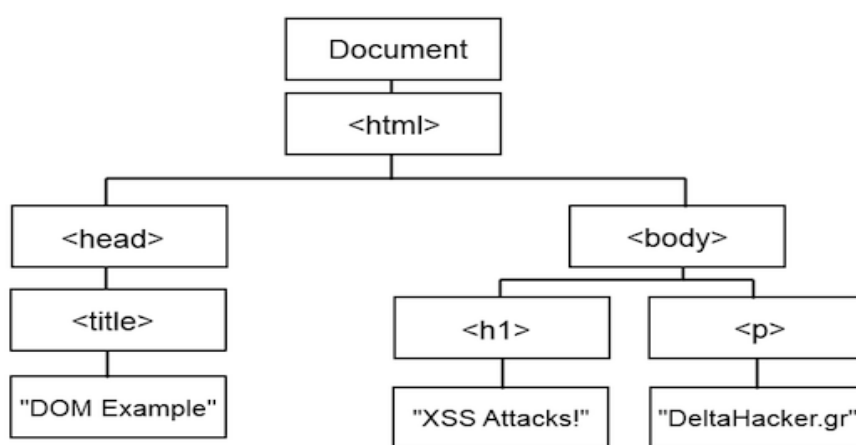 Document
<html>
<head>
<body>
<title>
<h1>
<p>
"DOM Example"
"XSS Attacks!"
"DeltaHacker.gr"